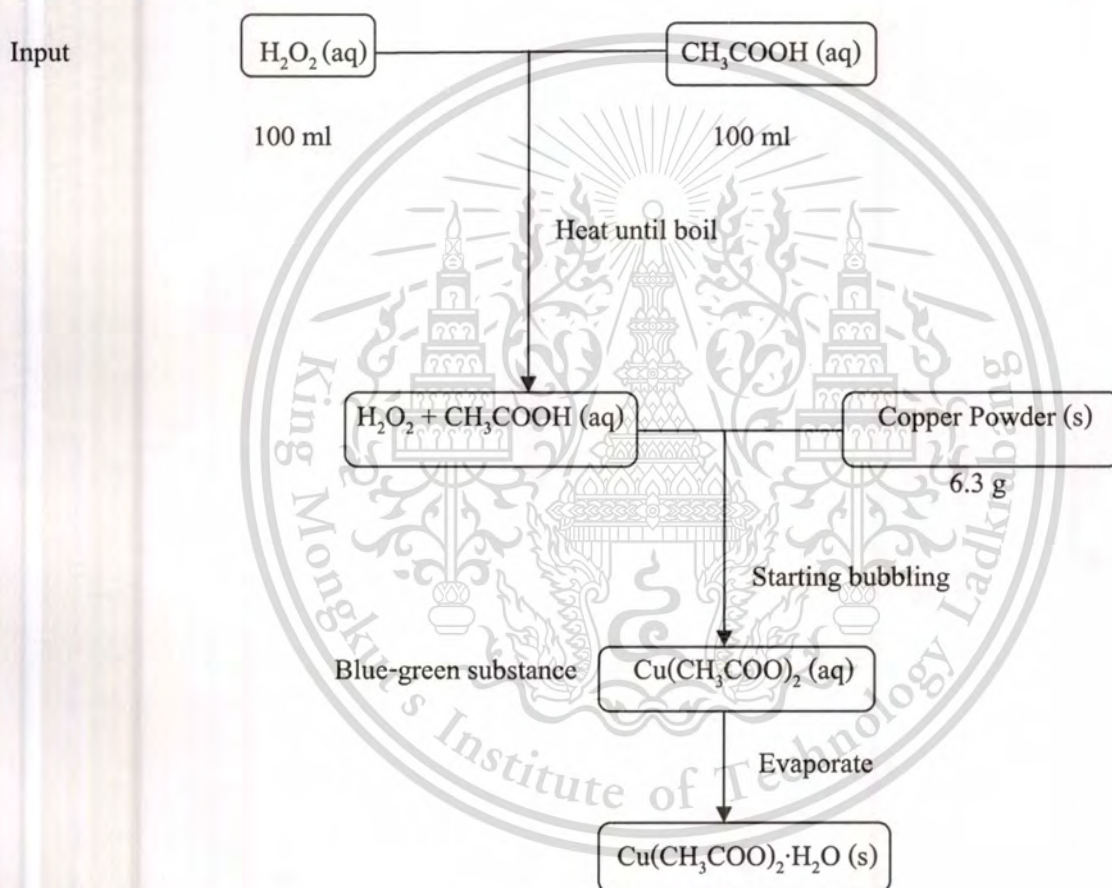 Input
H₂O₂ (aq)
CH₃COOH (aq)
100 ml
100 ml
Heat until boil
H₂O₂ + CH₃COOH (aq)
Copper Powder (s)
6.3 g
Starting bubbling
Blue-green substance
Cu(CH₃COO)₂ (aq)
Evaporate
Cu(CH₃COO)₂·H₂O (s)
King Mongkut's Institute of Technology Ladkrabang